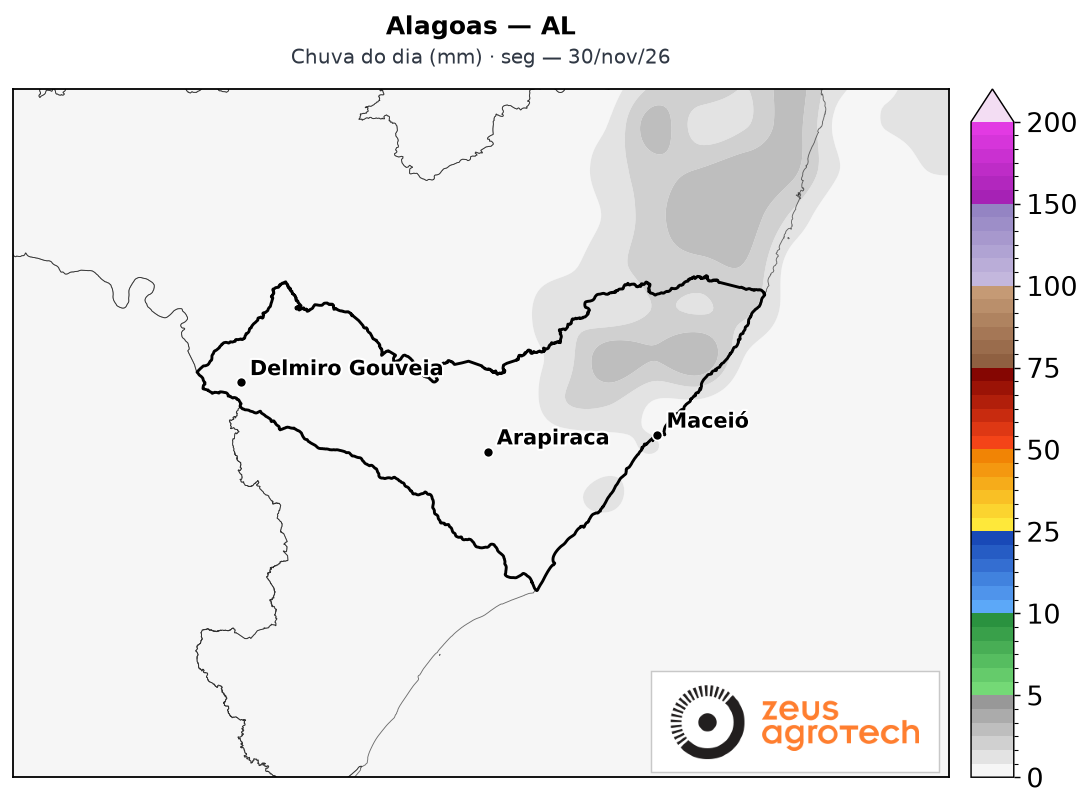 Alagoas — AL
Chuva do dia (mm) · seg — 30/nov/26
200
150
100
75
50
25
10
5
0
Delmiro Gouveia
Maceió
Arapiraca
zeus
agrotech